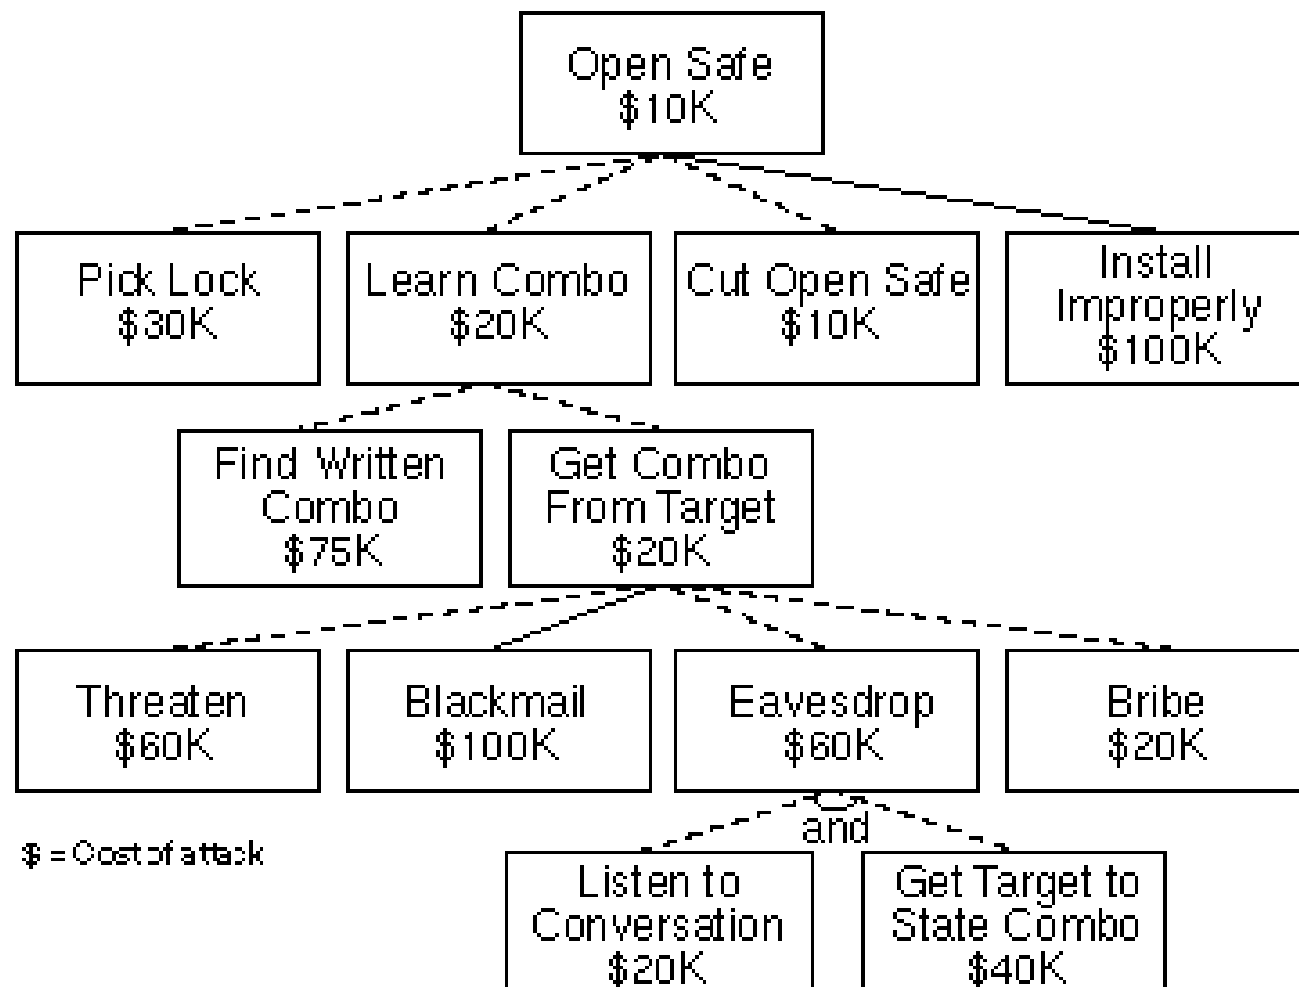 Open Safe
$10K
Pick Lock
$30K
Learn Combo
$20K
Cut Open Safe
$10K
Install
Improperly
$100K
Find Written
Combo
$75K
Get Combo
From Target
$20K
Threaten
$60K
Blackmail
$100K
Eavesdrop
$60K
Bribe
$20K
and
$ = Cost of attack
Listen to
Conversation
$20K
Get Target to
State Combo
$40K